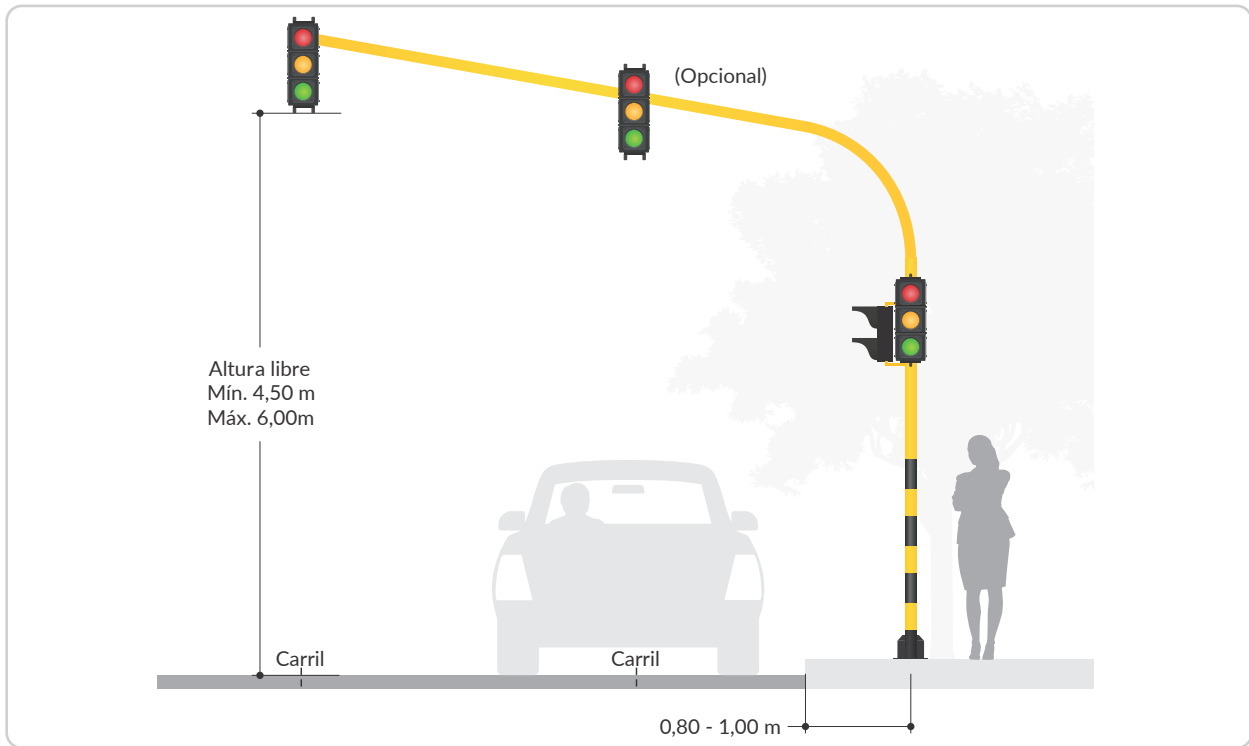 (Opcional)
Altura libre
Mín. 4,50 m
Máx. 6,00m
Carril
Carril
0,80 - 1,00 m